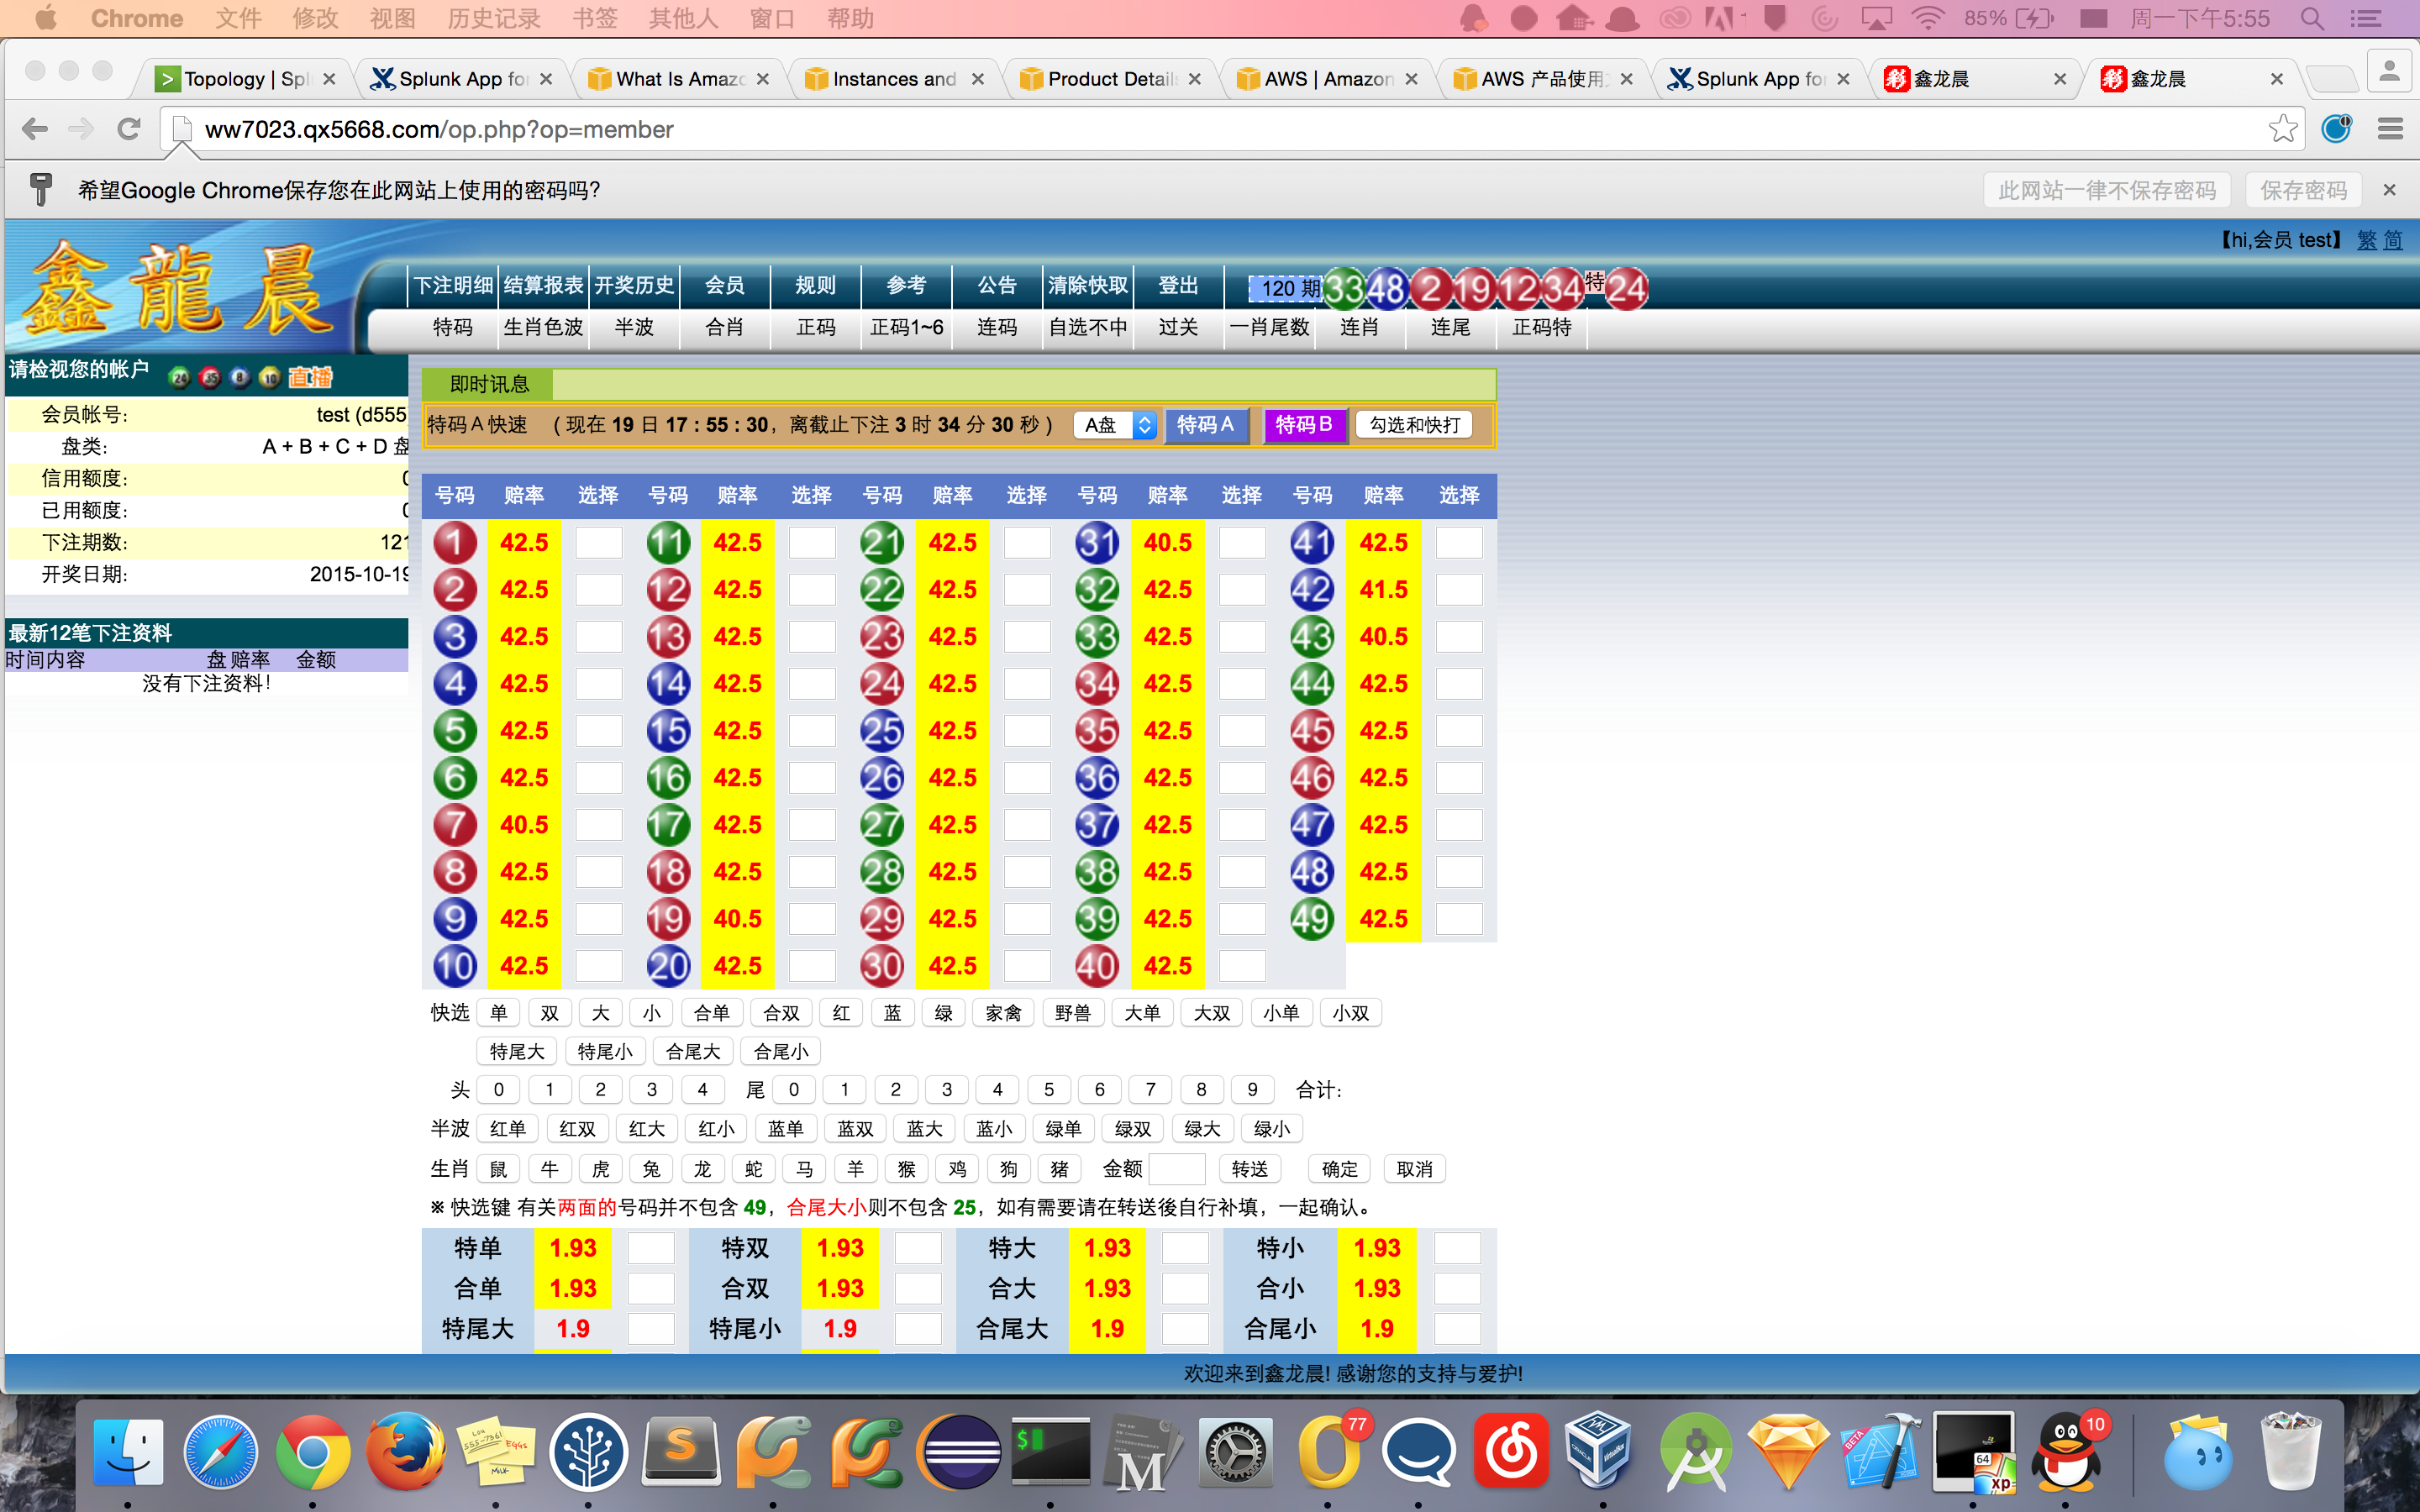 Chrome 文件 修改 视图 历史记录 书签 其他人 窗口 帮助 85% 周一下午5:55
Topology | Spl Splunk App for What Is Amazo Instances and Product Details AWS | Amazon AWS 产品使用 Splunk App for 鑫龙晨 鑫龙晨
ww7023.qx5668.com/op.php?op=member
希望Google Chrome保存您在此网站上使用的密码吗? 此网站一律不保存密码 保存密码
【hi,会员 test】 繁 简
鑫龍晨
下注明细 结算报表 开奖历史 会员 规则 参考 公告 清除快取 登出 120 期 33 48 2 19 12 34 特 24
特码 生肖色波 半波 合肖 正码 正码1~6 连码 自选不中 过关 一肖尾数 连肖 连尾 正码特
请检视您的帐户 24 35 8 10 直播
会员帐号: test (d555
盘类: A + B + C + D 盘
信用额度: 0
已用额度: 0
下注期数: 121
开奖日期: 2015-10-19
最新12笔下注资料
时间内容 盘 赔率 金额
没有下注资料!
即时讯息
特码A快速 (现在 19 日 17 : 55 : 30, 离截止下注 3 时 34 分 30 秒) A盘 特码A 特码B 勾选和快打
号码 赔率 选择 号码 赔率 选择 号码 赔率 选择 号码 赔率 选择 号码 赔率 选择
1 42.5 11 42.5 21 42.5 31 40.5 41 42.5
2 42.5 12 42.5 22 42.5 32 42.5 42 41.5
3 42.5 13 42.5 23 42.5 33 42.5 43 40.5
4 42.5 14 42.5 24 42.5 34 42.5 44 42.5
5 42.5 15 42.5 25 42.5 35 42.5 45 42.5
6 42.5 16 42.5 26 42.5 36 42.5 46 42.5
7 40.5 17 42.5 27 42.5 37 42.5 47 42.5
8 42.5 18 42.5 28 42.5 38 42.5 48 42.5
9 42.5 19 40.5 29 42.5 39 42.5 49 42.5
10 42.5 20 42.5 30 42.5 40 42.5
快选 单 双 大 小 合单 合双 红 蓝 绿 家禽 野兽 大单 大双 小单 小双
特尾大 特尾小 合尾大 合尾小
头 0 1 2 3 4 尾 0 1 2 3 4 5 6 7 8 9 合计:
半波 红单 红双 红大 红小 蓝单 蓝双 蓝大 蓝小 绿单 绿双 绿大 绿小
生肖 鼠 牛 虎 兔 龙 蛇 马 羊 猴 鸡 狗 猪 金额 转送 确定 取消
※ 快选键 有关两面的号码并不包含 49, 合尾大小则不包含 25, 如有需要请在转送後自行补填, 一起确认。
特单 1.93 特双 1.93 特大 1.93 特小 1.93
合单 1.93 合双 1.93 合大 1.93 合小 1.93
特尾大 1.9 特尾小 1.9 合尾大 1.9 合尾小 1.9
欢迎来到鑫龙晨! 感谢您的支持与爱护!
77 10